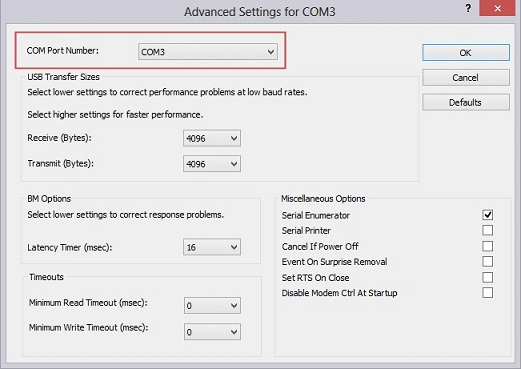 Advanced Settings for COM3
? x
COM Port Number: COM3
OK
USB Transfer Sizes
Cancel
Select lower settings to correct performance problems at low baud rates.
Defaults
Select higher settings for faster performance.
Receive (Bytes): 4096
Transmit (Bytes): 4096
BM Options
Select lower settings to correct response problems.
Latency Timer (msec): 16
Timeouts
Minimum Read Timeout (msec): 0
Minimum Write Timeout (msec): 0
Miscellaneous Options
Serial Enumerator
Serial Printer
Cancel If Power Off
Event On Surprise Removal
Set RTS On Close
Disable Modem Ctrl At Startup